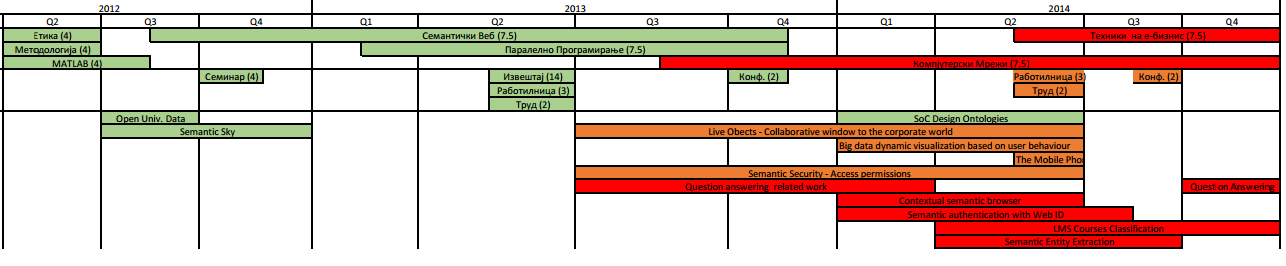 2012 2013 2014
Q2 Q3 Q4 Q1 Q2 Q3 Q4 Q1 Q2 Q3 Q4
Етика (4) Семантички Веб (7.5) Техники на е-бизнис (7.5)
Методологија (4) Паралелно Програмирање (7.5)
MATLAB (4) Компјутерски Мрежи (7.5)
Семинар (4) Извештај (14) Конф. (2) Работилница (3) Конф. (2)
Работилница (3) Труд (2)
Труд (2)
Open Univ. Data SoC Design Ontologies
Semantic Sky Live Obects - Collaborative window to the corporate world
Big data dynamic visualization based on user behaviour
The Mobile Pho
Semantic Security - Access permissions
Question answering related work Question Answering
Contextual semantic browser
Semantic authentication with Web ID
LMS Courses Classification
Semantic Entity Extraction